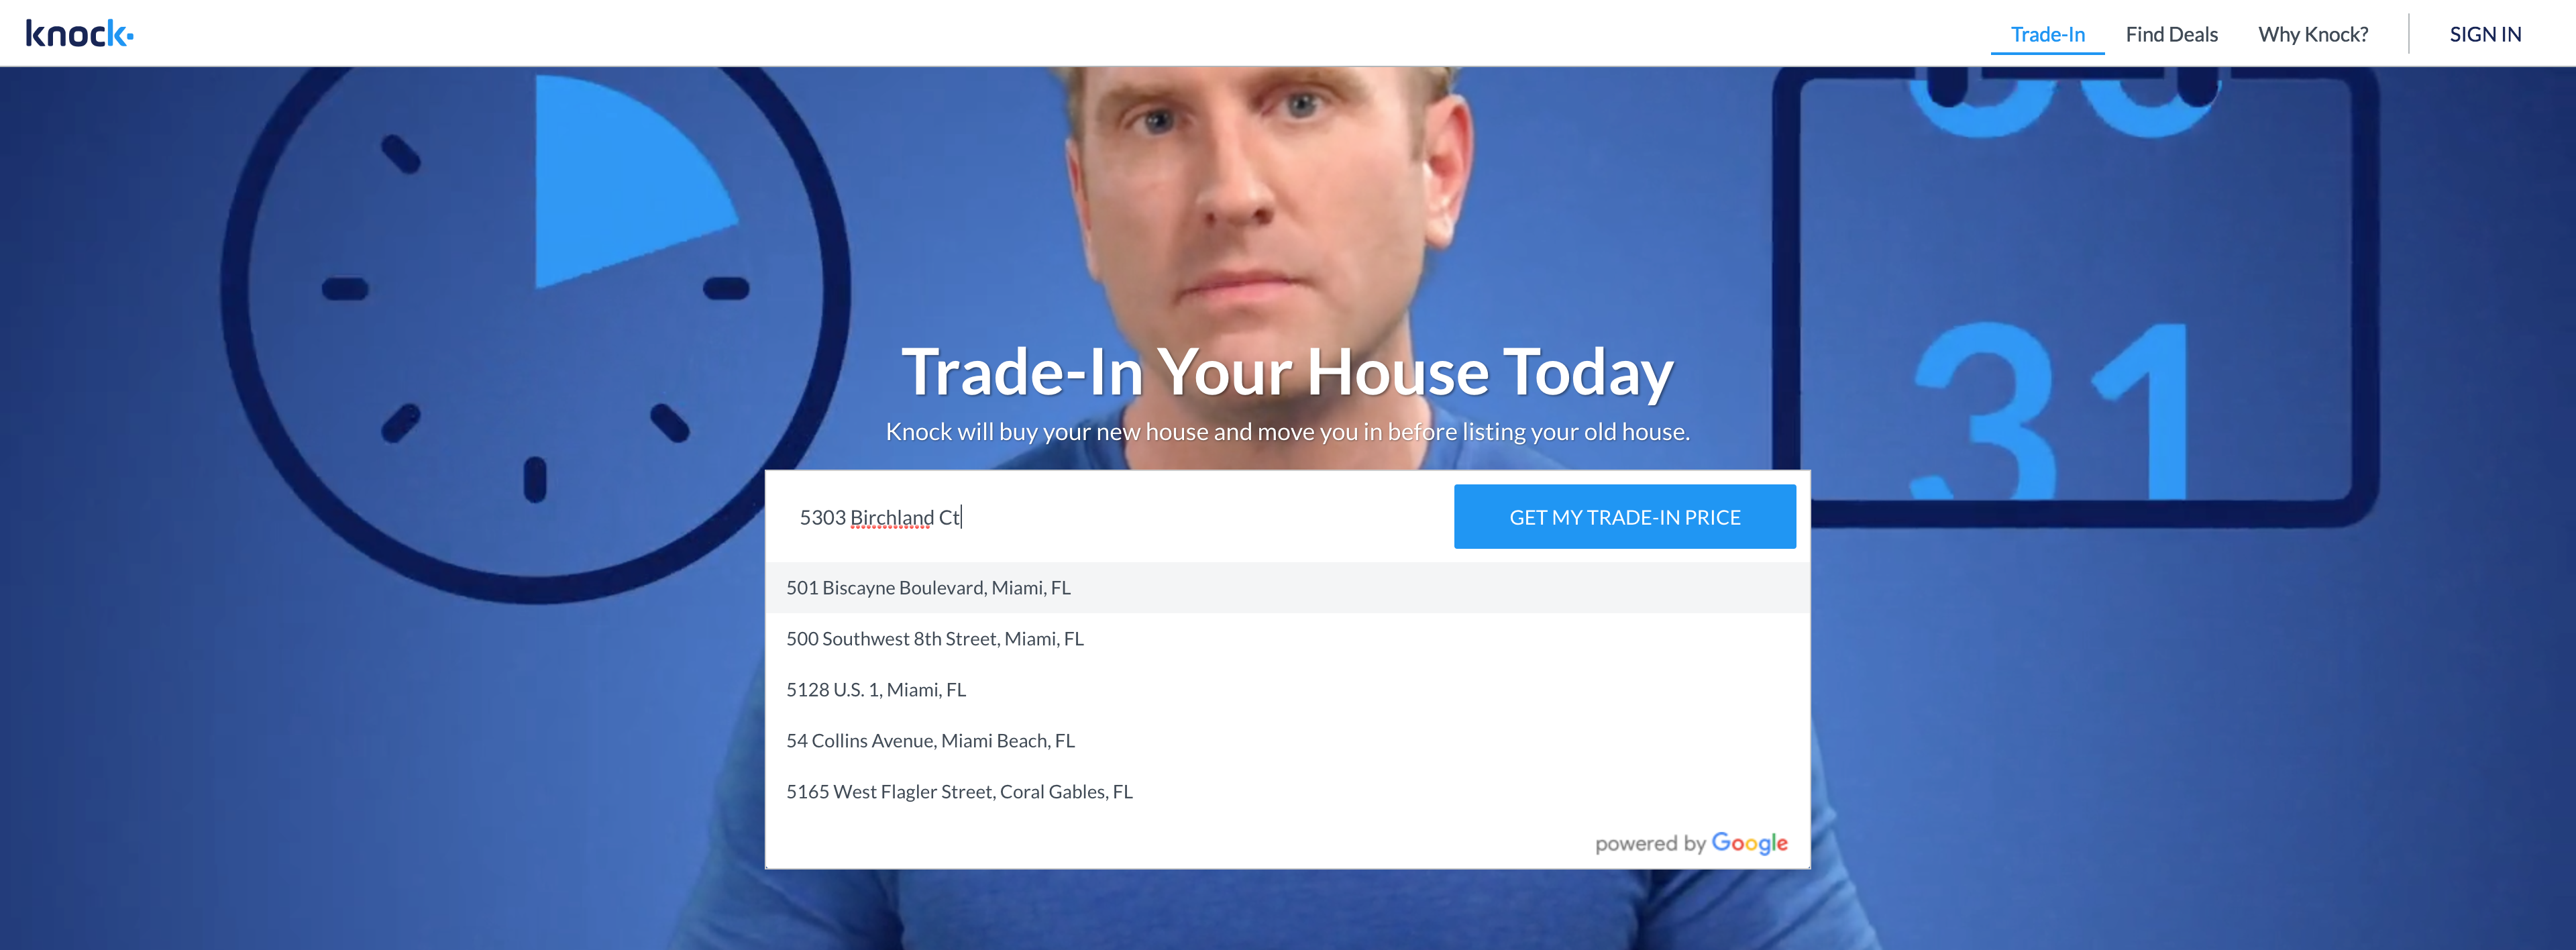 knock
Trade-In
Find Deals
Why Knock?
SIGN IN
31
Trade-In Your House Today
Knock will buy your new house and move you in before listing your old house.
5303 Birchland Ct
GET MY TRADE-IN PRICE
501 Biscayne Boulevard, Miami, FL
500 Southwest 8th Street, Miami, FL
5128 U.S. 1, Miami, FL
54 Collins Avenue, Miami Beach, FL
5165 West Flagler Street, Coral Gables, FL
powered by Google